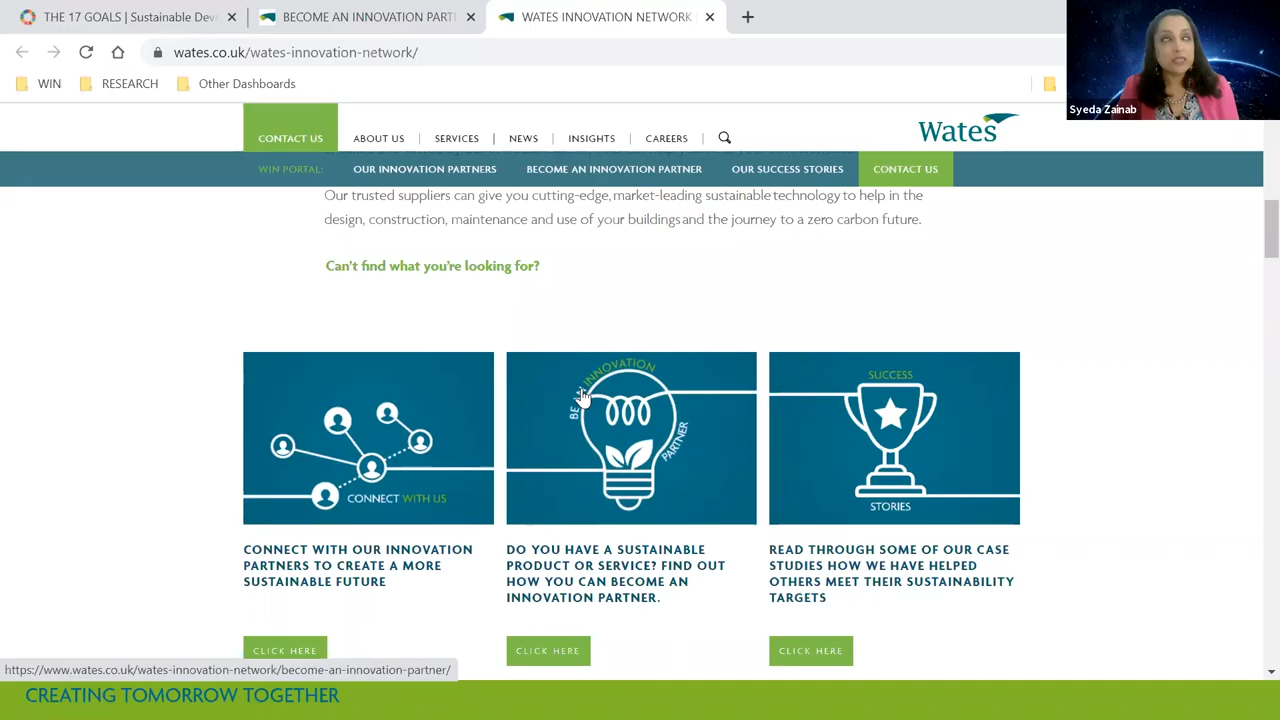 THE 17 GOALS | Sustainable Dev
BECOME AN INNOVATION PARTI
WATES INNOVATION NETWORK
wates.co.uk/wates-innovation-network/
WIN
RESEARCH
Other Dashboards
Syeda Zainab
CONTACT US
ABOUT US
SERVICES
NEWS
INSIGHTS
CAREERS
Wates
WIN PORTAL:
OUR INNOVATION PARTNERS
BECOME AN INNOVATION PARTNER
OUR SUCCESS STORIES
CONTACT US
Our trusted suppliers can give you cutting-edge, market-leading sustainable technology to help in the
design, construction, maintenance and use of your buildings and the journey to a zero carbon future.
Can't find what you're looking for?
CONNECT WITH US
BE AN INNOVATION PARTNER
SUCCESS
STORIES
CONNECT WITH OUR INNOVATION
PARTNERS TO CREATE A MORE
SUSTAINABLE FUTURE
DO YOU HAVE A SUSTAINABLE
PRODUCT OR SERVICE? FIND OUT
HOW YOU CAN BECOME AN
INNOVATION PARTNER.
READ THROUGH SOME OF OUR CASE
STUDIES HOW WE HAVE HELPED
OTHERS MEET THEIR SUSTAINABILITY
TARGETS
CLICK HERE
CLICK HERE
CLICK HERE
https://www.wates.co.uk/wates-innovation-network/become-an-innovation-partner/
CREATING TOMORROW TOGETHER